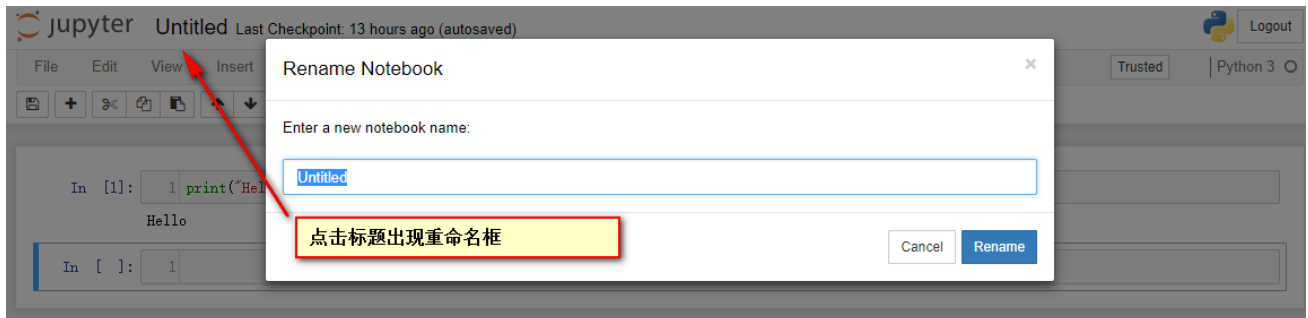 jupyter Untitled Last Checkpoint: 13 hours ago (autosaved) Logout
File Edit View Insert Trusted Python 3
Rename Notebook ×
Enter a new notebook name:
Untitled
In [1]: 1 print("Hel
Hello
点击标题出现重命名框
Cancel Rename
In [ ]: 1